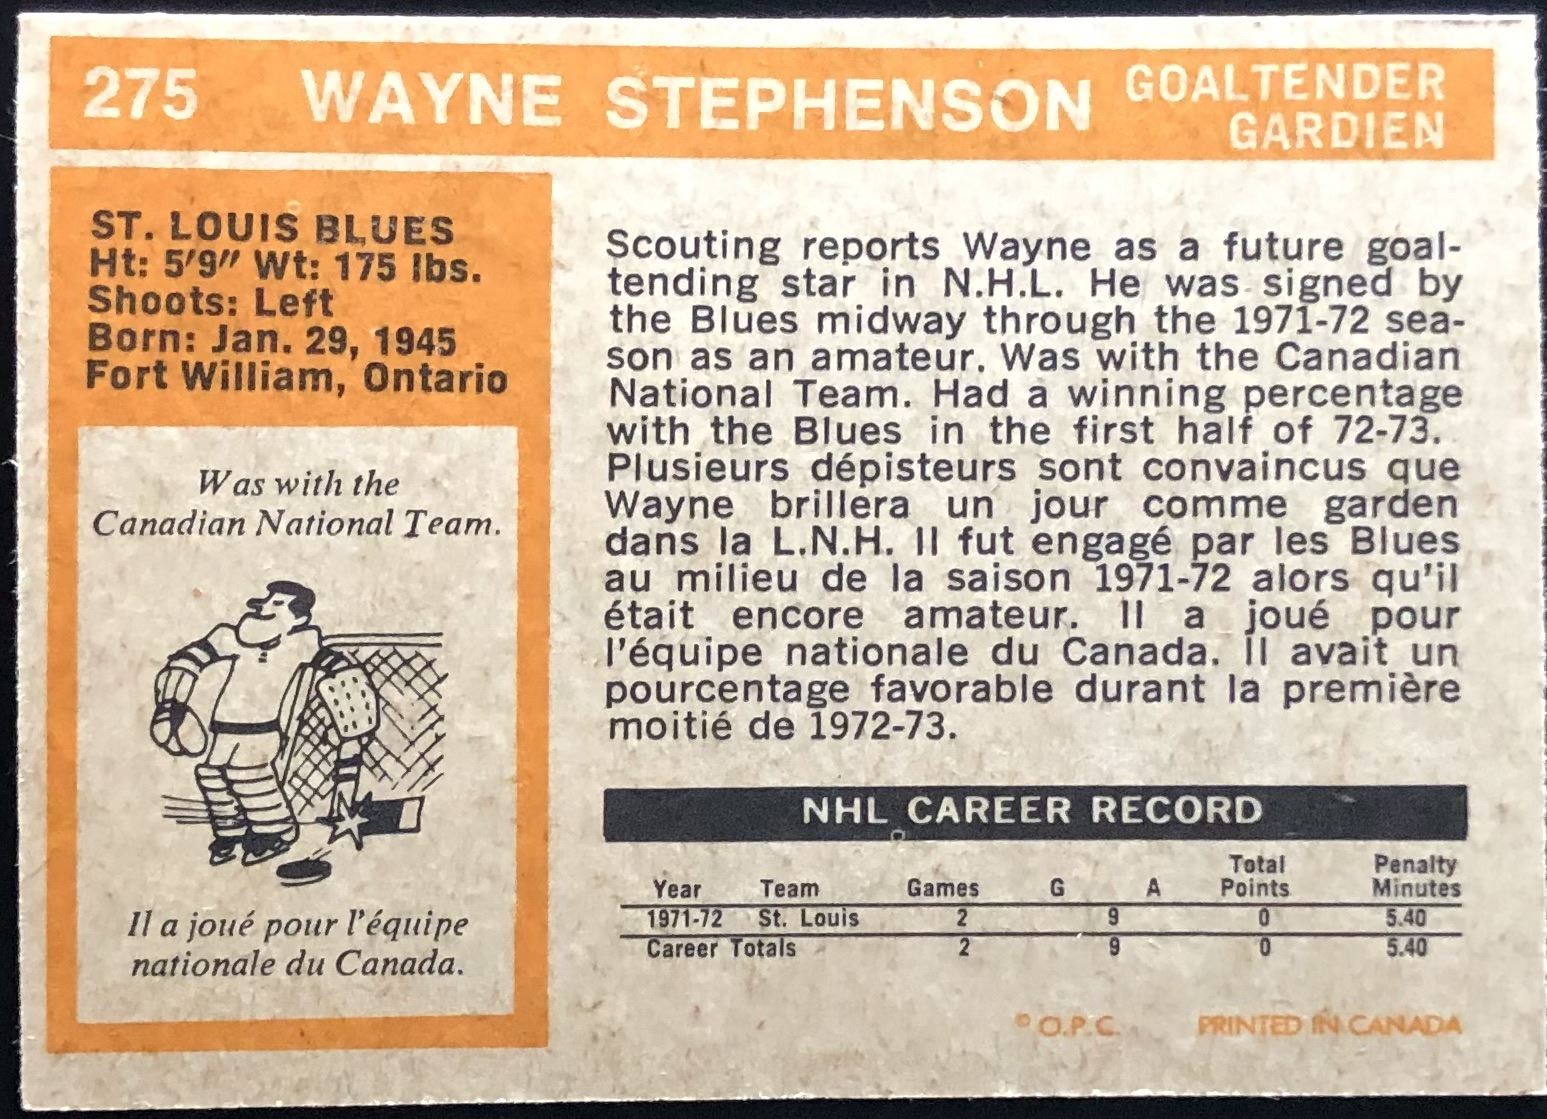 275 WAYNE STEPHENSON GOALTENDER
GARDIEN
ST. LOUIS BLUES
Ht: 5'9" Wt: 175 lbs.
Shoots: Left
Born: Jan. 29, 1945
Fort William, Ontario
Was with the
Canadian National Team.
Il a joué pour l'équipe
nationale du Canada.
Scouting reports Wayne as a future goal-
tending star in N.H.L. He was signed by
the Blues midway through the 1971-72 sea-
son as an amateur. Was with the Canadian
National Team. Had a winning percentage
with the Blues in the first half of 72-73.
Plusieurs dépisteurs sont convaincus que
Wayne brillera un jour comme garden
dans la L.N.H. Il fut engagé par les Blues
au milieu de la saison 1971-72 alors qu'il
était encore amateur. Il a joué pour
l'équipe nationale du Canada. Il avait un
pourcentage favorable durant la première
moitié de 1972-73.
NHL CAREER RECORD
Year Team Games G A Total Points Penalty Minutes
1971-72 St. Louis 2 9 0 5.40
Career Totals 2 9 0 5.40
© O.P.C. PRINTED IN CANADA